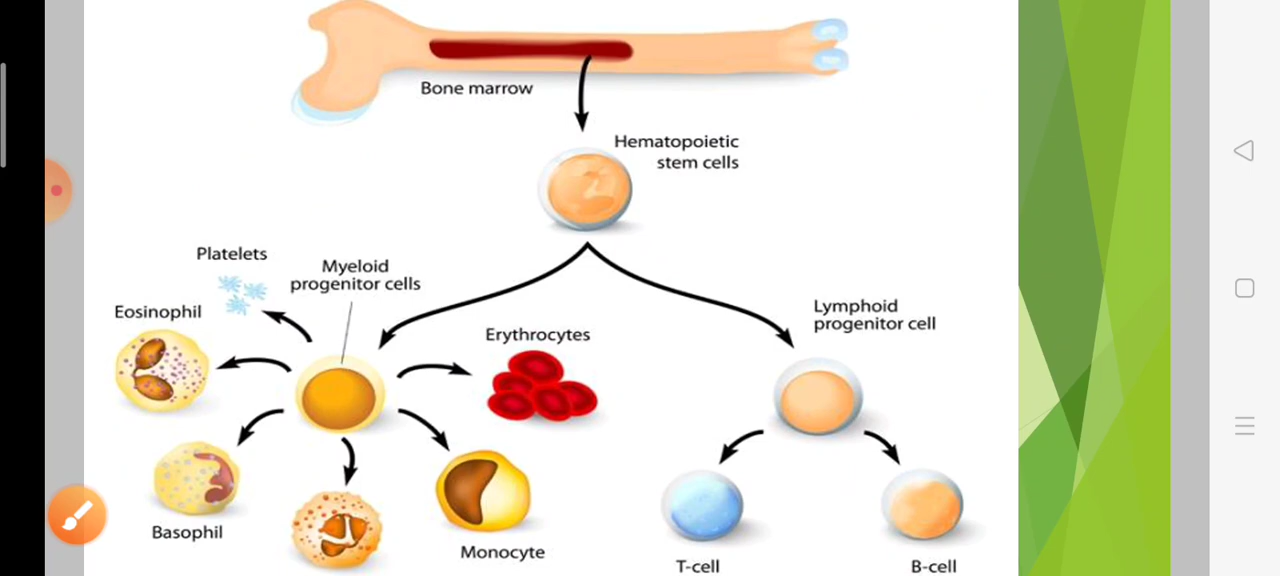 Bone marrow
Hematopoietic
stem cells
Platelets
Myeloid
progenitor cells
Eosinophil
Erythrocytes
Lymphoid
progenitor cell
Basophil
Monocyte
T-cell
B-cell